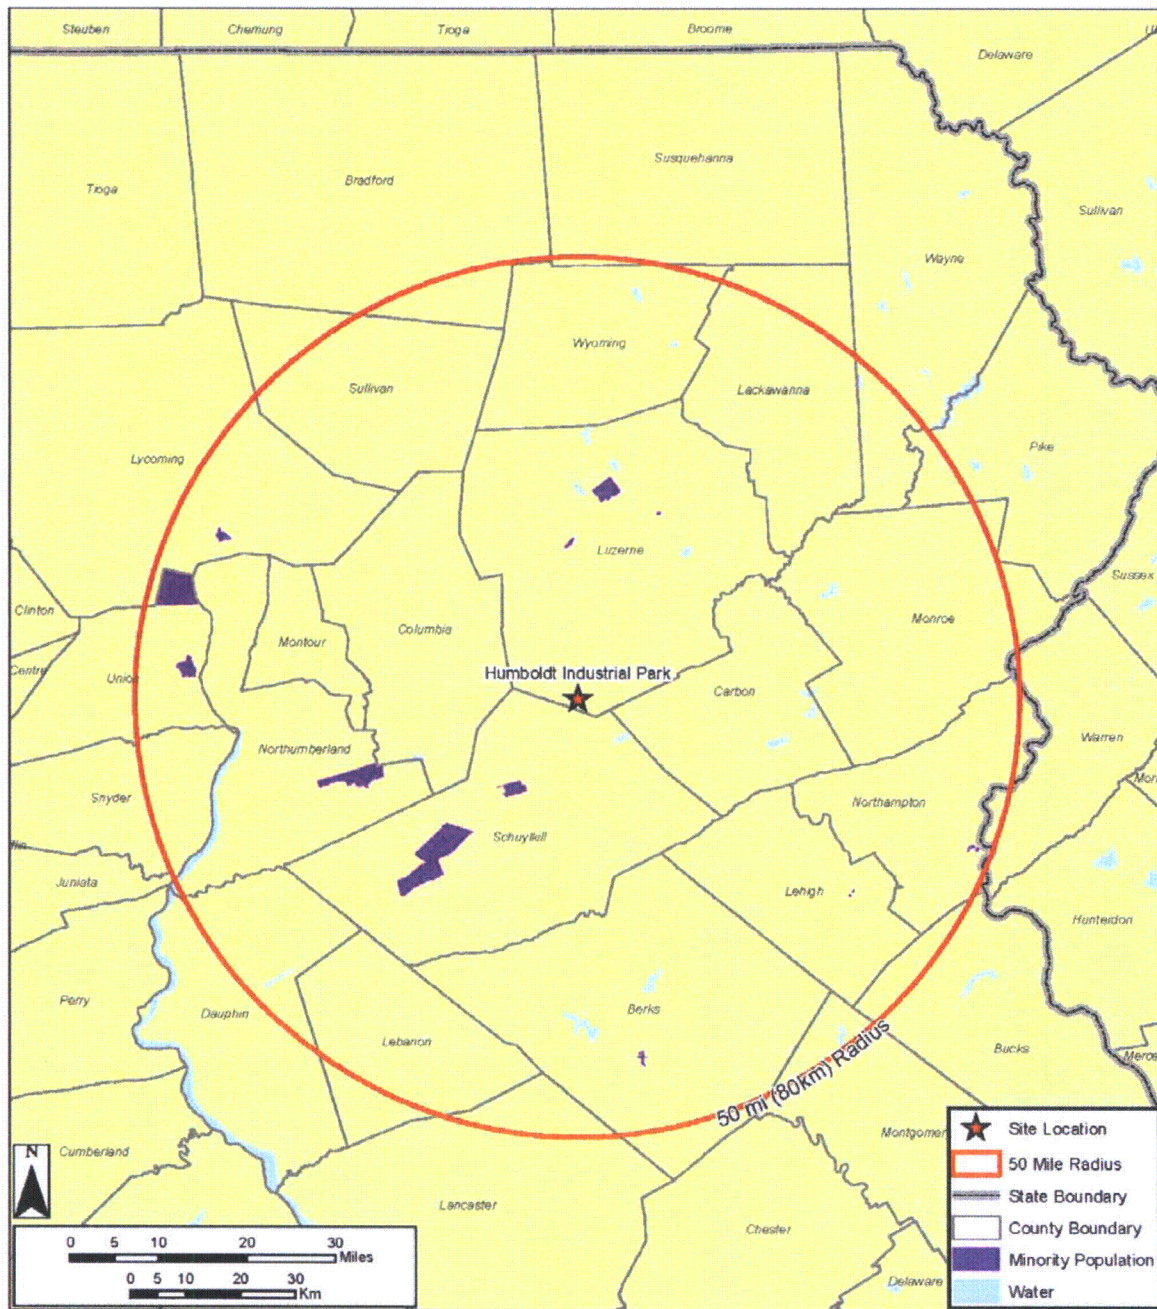 Steuben
Chemung
Tioga
Broome
Delaware
Tioga
Bradford
Susquehanna
Sullivan
Wayne
Wyoming
Sullivan
Lackawanna
Lycoming
Pike
Luzerne
Sussex
Clinton
Monroe
Columbia
Montour
Centre
Union
Humboldt Industrial Park
Carbon
Northumberland
Warren
Snyder
Northampton
Schuylkill
Juniata
Lehigh
Hunterdon
Perry
Dauphin
Berks
Lebanon
50 mi (80km) Radius
Bucks
Merce
Montgomer
Cumberland
Lancaster
Chester
Delaware
N
0 5 10 20 30
Miles
0 5 10 20 30
Km
Site Location
50 Mile Radius
State Boundary
County Boundary
Minority Population
Water